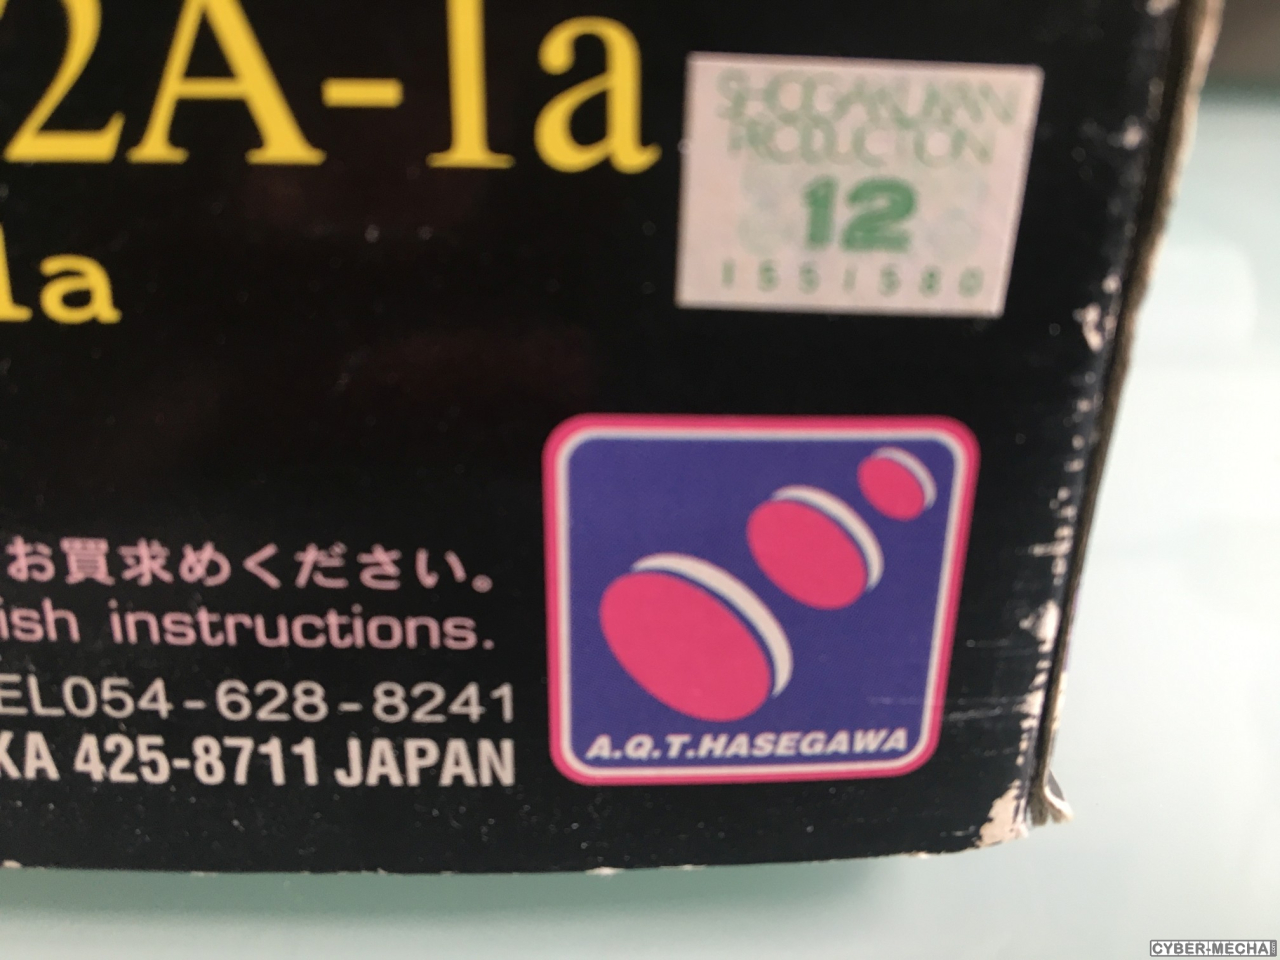 2A-1a
1a
SHOGAKUKAN
PRODUCTION
12
1551580
お買求めください。
ish instructions.
EL054-628-8241
KA 425-8711 JAPAN
A.Q.T.HASEGAWA
CYBER-MECHA